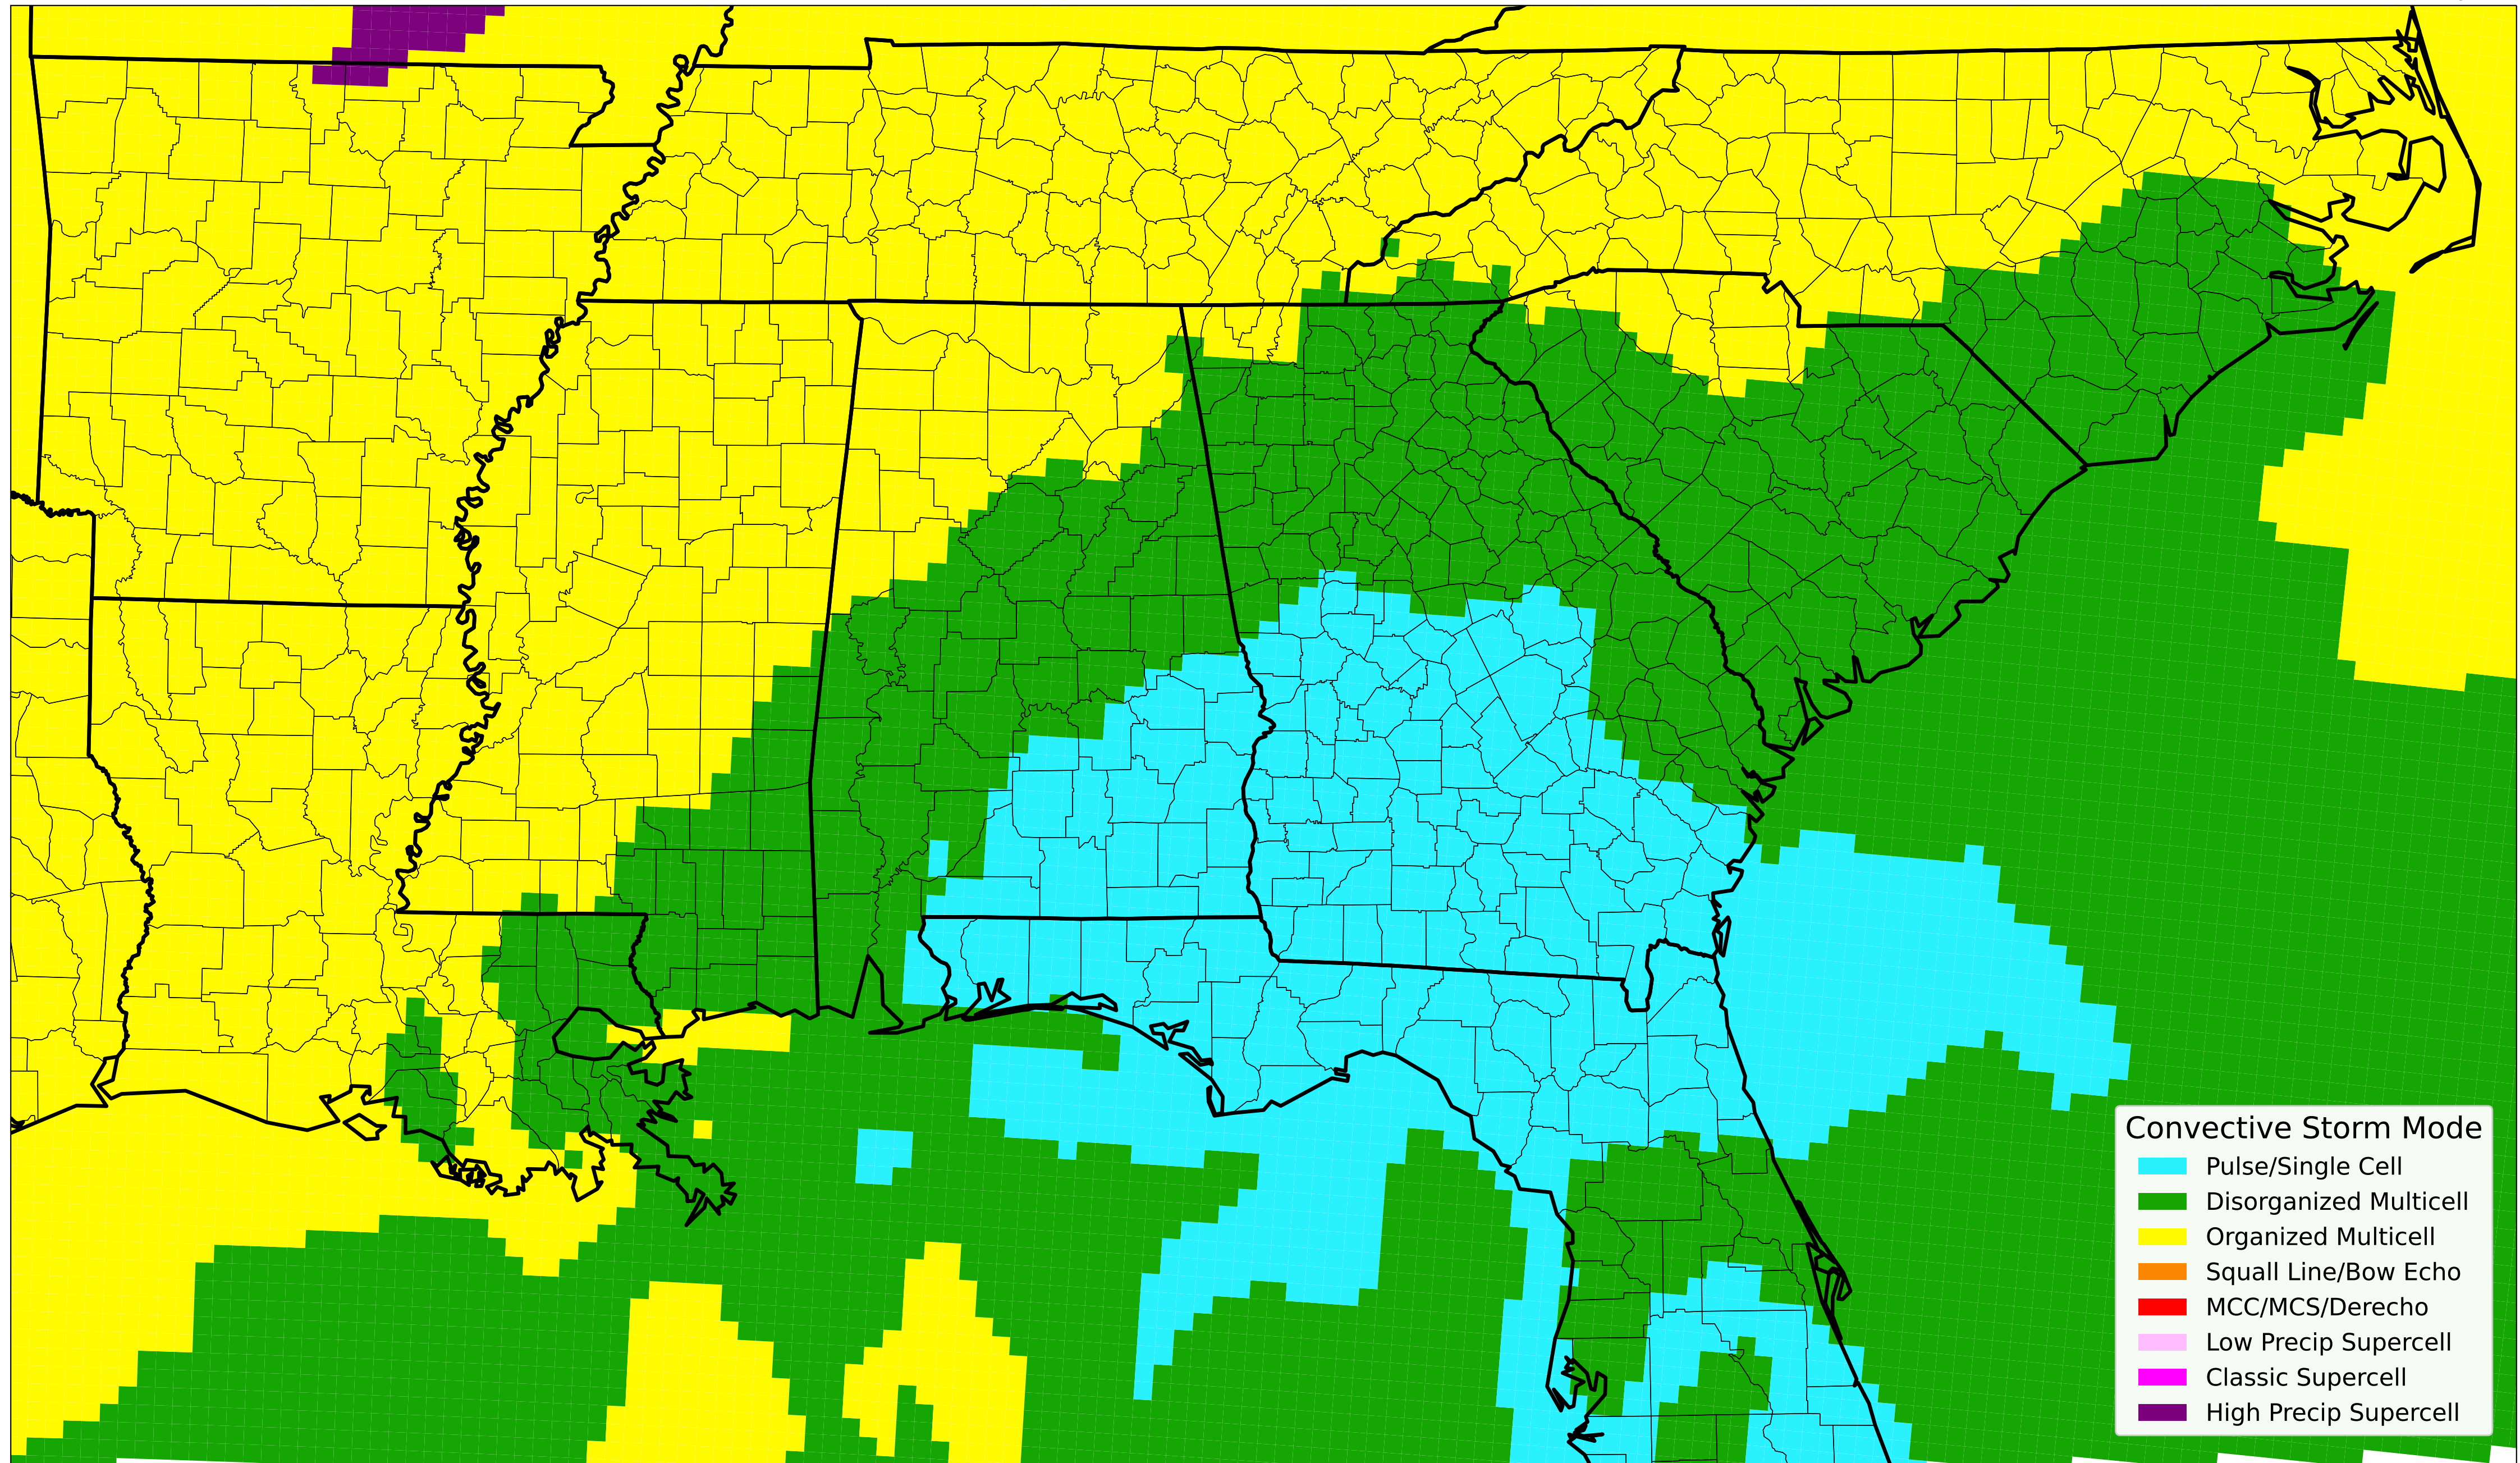 Convective Storm Mode
Pulse/Single Cell
Disorganized Multicell
Organized Multicell
Squall Line/Bow Echo
MCC/MCS/Derecho
Low Precip Supercell
Classic Supercell
High Precip Supercell